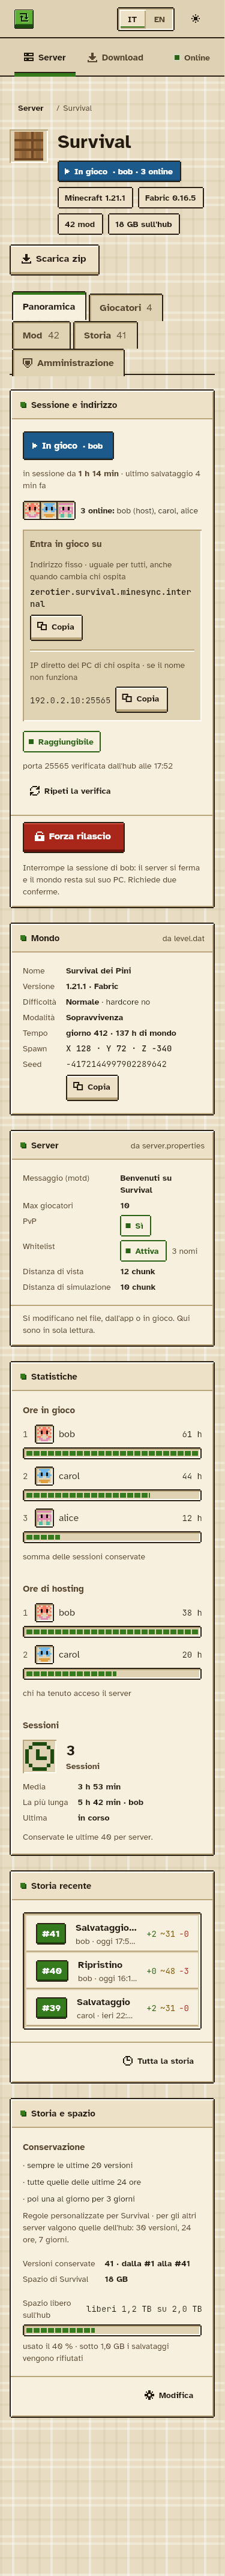 IT EN
Server Download Online
Server / Survival
Survival
In gioco · bob · 3 online
Minecraft 1.21.1 Fabric 0.16.5
42 mod 18 GB sull'hub
Scarica zip
Panoramica Giocatori 4
Mod 42 Storia 41
Amministrazione
Sessione e indirizzo
In gioco · bob
in sessione da 1 h 14 min · ultimo salvataggio 4
min fa
3 online: bob (host), carol, alice
Entra in gioco su
Indirizzo fisso · uguale per tutti, anche
quando cambia chi ospita
zerotier.survival.minesync.inter
nal
Copia
IP diretto del PC di chi ospita · se il nome
non funziona
192.0.2.10:25565 Copia
Raggiungibile
porta 25565 verificata dall'hub alle 17:52
Ripeti la verifica
Forza rilascio
Interrompe la sessione di bob: il server si ferma
e il mondo resta sul suo PC. Richiede due
conferme.
Mondo da level.dat
Nome Survival dei Pini
Versione 1.21.1 · Fabric
Difficoltà Normale · hardcore no
Modalità Sopravvivenza
Tempo giorno 412 · 137 h di mondo
Spawn X 128 · Y 72 · Z -340
Seed -4172144997902289642
Copia
Server da server.properties
Messaggio (motd) Benvenuti su
Survival
Max giocatori 10
PvP Sì
Whitelist Attiva 3 nomi
Distanza di vista 12 chunk
Distanza di simulazione 10 chunk
Si modificano nel file, dall'app o in gioco. Qui
sono in sola lettura.
Statistiche
Ore in gioco
1 bob 61 h
2 carol 44 h
3 alice 12 h
somma delle sessioni conservate
Ore di hosting
1 bob 38 h
2 carol 20 h
chi ha tenuto acceso il server
Sessioni
3
Sessioni
Media 3 h 53 min
La più lunga 5 h 42 min · bob
Ultima in corso
Conservate le ultime 40 per server.
Storia recente
#41 Salvataggio... +2 ~31 -0
bob · oggi 17:5...
#40 Ripristino +0 ~48 -3
bob · oggi 16:1...
#39 Salvataggio +2 ~31 -0
carol · ieri 22:...
Tutta la storia
Storia e spazio
Conservazione
· sempre le ultime 20 versioni
· tutte quelle delle ultime 24 ore
· poi una al giorno per 3 giorni
Regole personalizzate per Survival · per gli altri
server valgono quelle dell'hub: 30 versioni, 24
ore, 7 giorni.
Versioni conservate 41 · dalla #1 alla #41
Spazio di Survival 18 GB
Spazio libero
sull'hub liberi 1,2 TB su 2,0 TB
usato il 40 % · sotto 1,0 GB i salvataggi
vengono rifiutati
Modifica